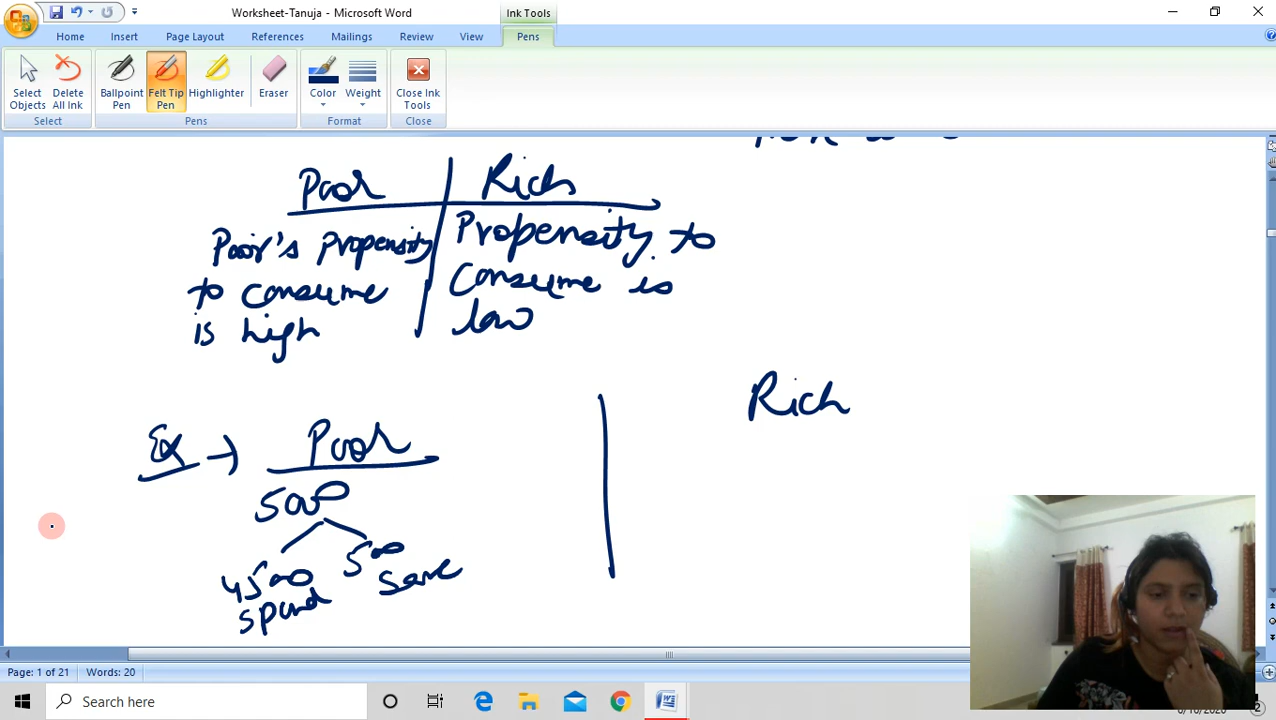 Worksheet-Tanuja - Microsoft Word
Ink Tools
Home Insert Page Layout References Mailings Review View Pens
Select Objects
Delete All Ink
Ballpoint Pen
Felt Tip Pen
Highlighter
Eraser
Color
Weight
Close Ink Tools
Select Pens Format Close
Poor Rich
Poor's Propensity to consume is high
Propensity to Consume is low
Ex → Poor
5000
4500 spend
500 save
Rich
Page: 1 of 21 Words: 20
Search here